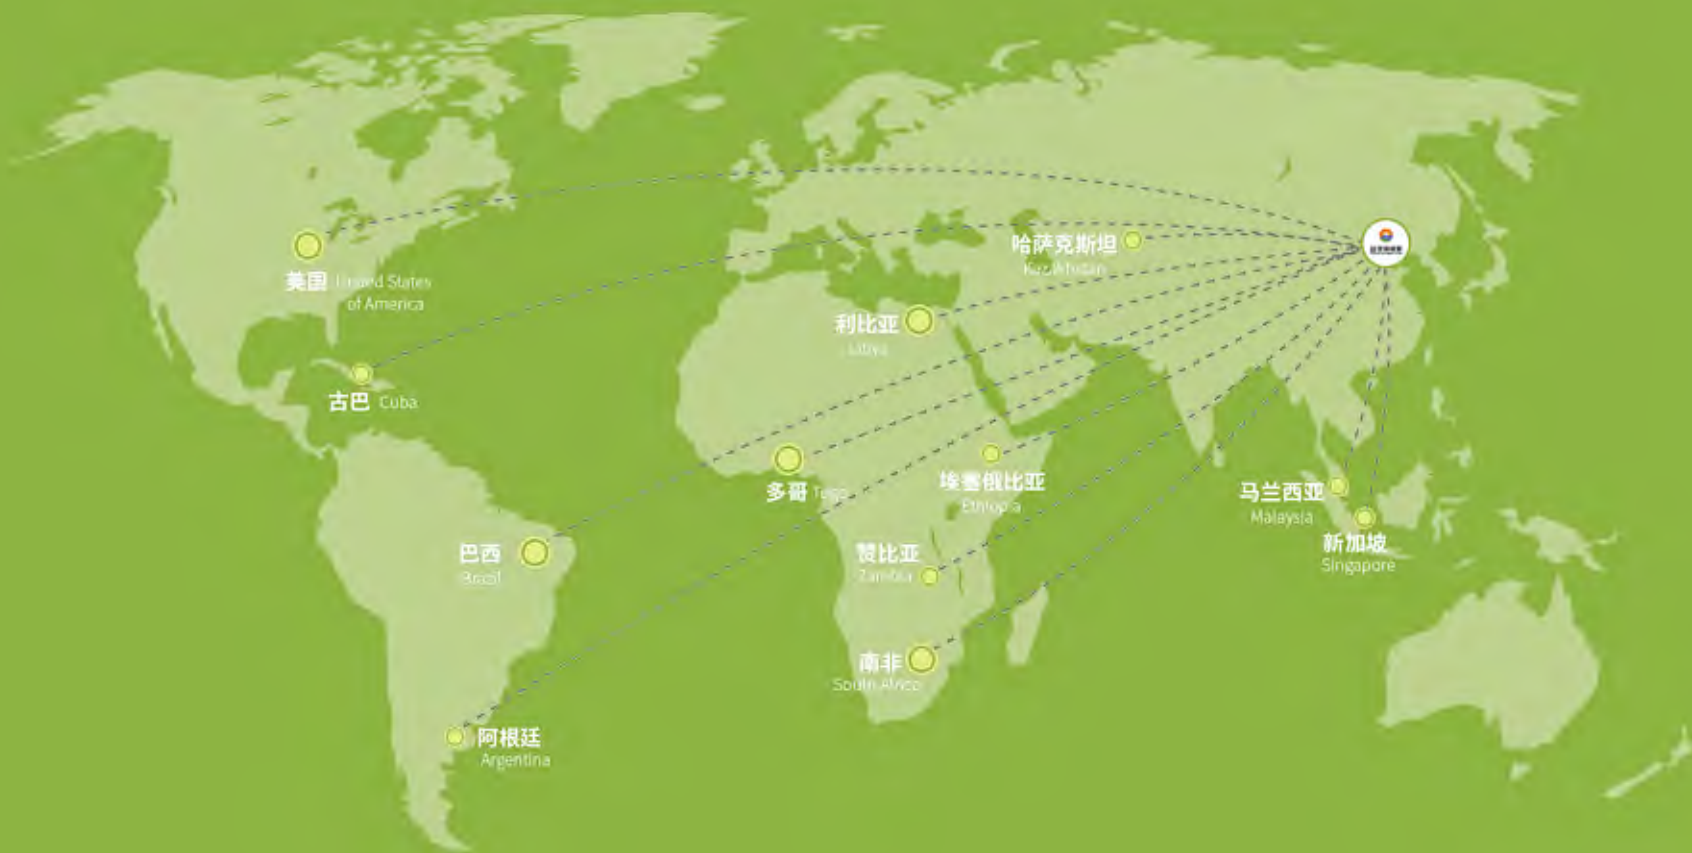 哈萨克斯坦
Kazakhstan
美国 United States
of America
利比亚
Libya
古巴 Cuba
多哥 Togo
埃塞俄比亚
Ethiopia
马兰西亚
Malaysia
新加坡
Singapore
巴西
Brazil
赞比亚
Zambia
南非
South Africa
阿根廷
Argentina